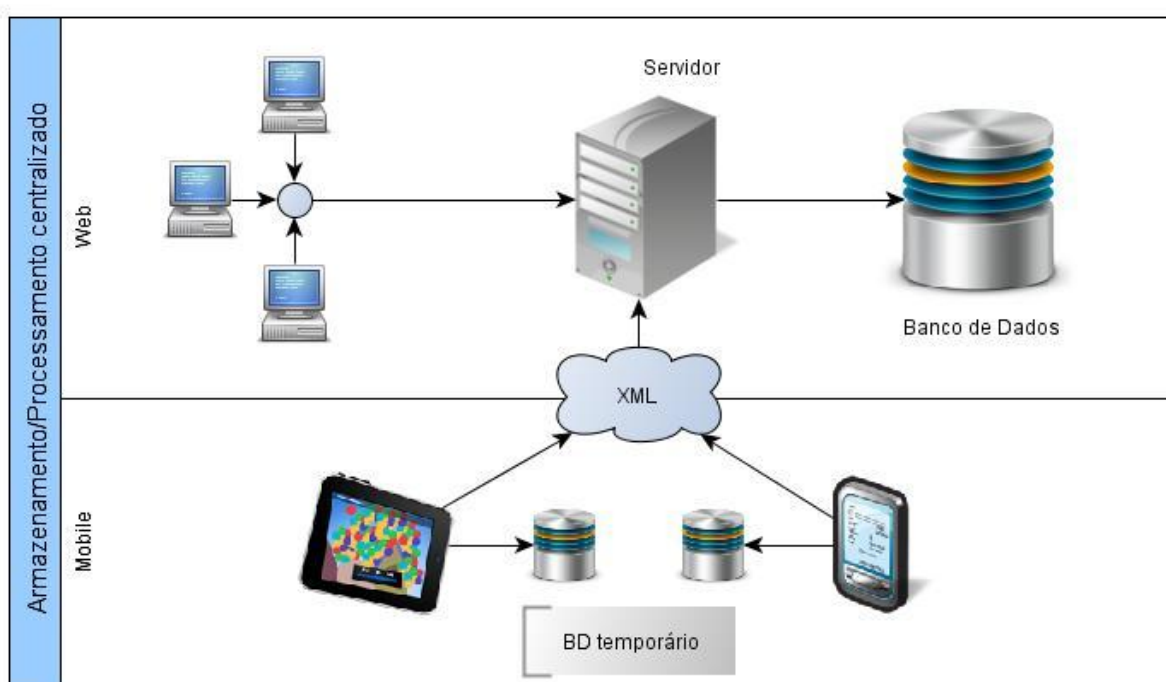 Armazenamento/Processamento centralizado
Web
Servidor
Banco de Dados
XML
Mobile
BD temporário